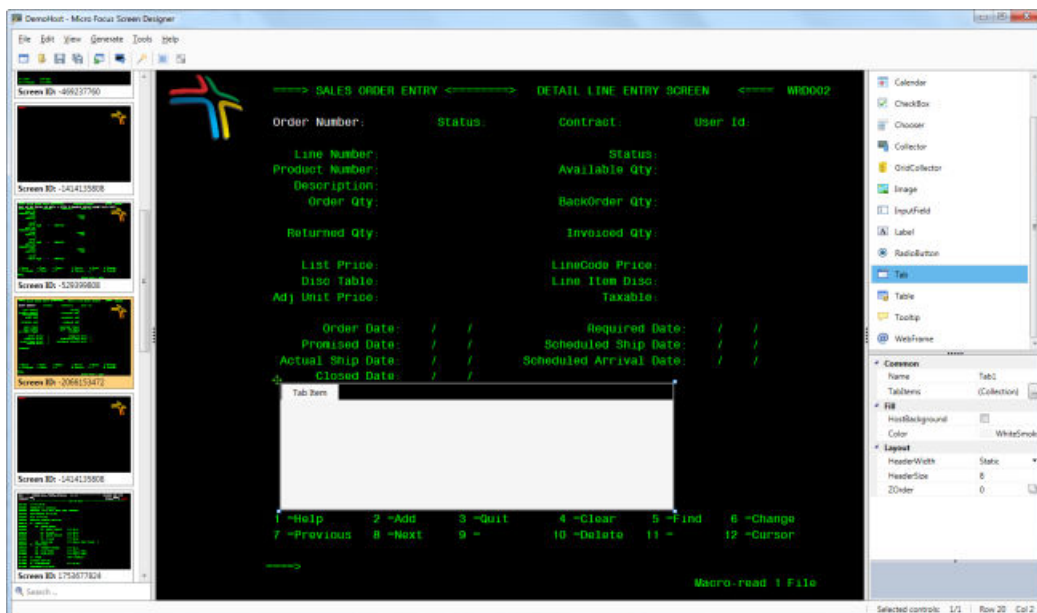 DemoHost - Micro Focus Screen Designer
File Edit View Generate Tools Help
Screen ID: -469237760
Screen ID: -1414135808
Screen ID: -529399808
Screen ID: -2066153472
Screen ID: -1414135808
Screen ID: 1753677824
Search ...
====> SALES ORDER ENTRY <========> DETAIL LINE ENTRY SCREEN <==== WRD002
Order Number: Status: Contract: User Id:
Line Number: Status:
Product Number: Available Qty:
Description:
Order Qty: BackOrder Qty:
Returned Qty: Invoiced Qty:
List Price: LineCode Price:
Disc Table: Line Item Disc:
Adj Unit Price: Taxable:
Order Date: / / Required Date: / /
Promised Date: / / Scheduled Ship Date: / /
Actual Ship Date: / / Scheduled Arrival Date: / /
Closed Date: / /
Tab Item
1 =Help 2 =Add 3 =Quit 4 =Clear 5 =Find 6 =Change
7 =Previous 8 =Next 9 = 10 =Delete 11 = 12 =Cursor
====>
Macro-read 1 File
Calendar
CheckBox
Chooser
Collector
GridCollector
Image
InputField
Label
RadioButton
Tab
Table
Tooltip
WebFrame
Common
Name Tab1
TabItems (Collection) ...
Fill
HostBackground
Color WhiteSmoke
Layout
HeaderWidth Static
HeaderSize 8
ZOrder 0
Selected controls: 1/1 Row 20 Col 2